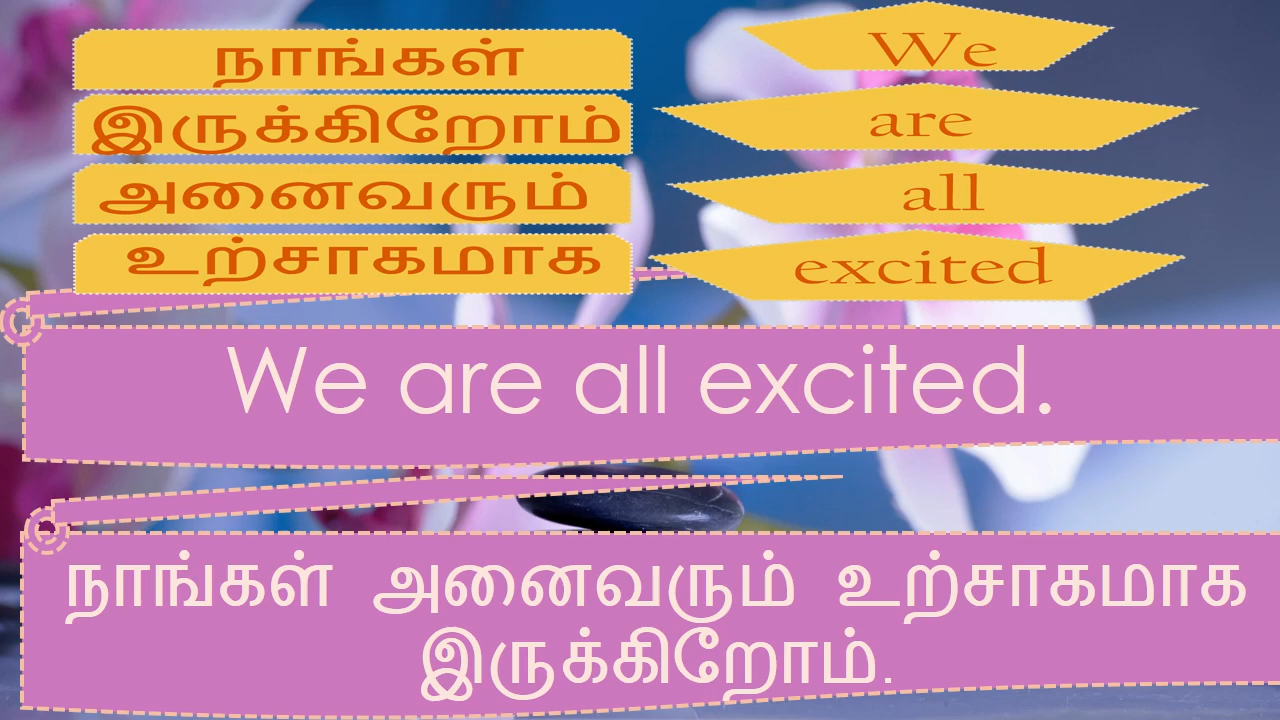 நாங்கள்
We
இருக்கிறோம்
are
அனைவரும்
all
உற்சாகமாக
excited
We are all excited.
நாங்கள் அனைவரும் உற்சாகமாக
இருக்கிறோம்.